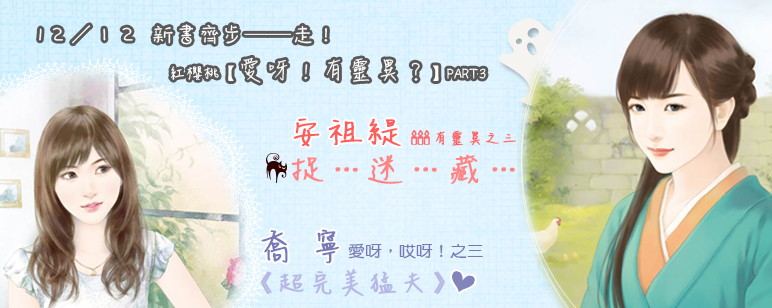 12／12 新書齊步——走！
紅櫻桃【愛呀！有靈異？】PART3
安祖緹 有靈異之三
捉…迷…藏…
喬寧 愛呀，哎呀！之三
《超完美猛夫》